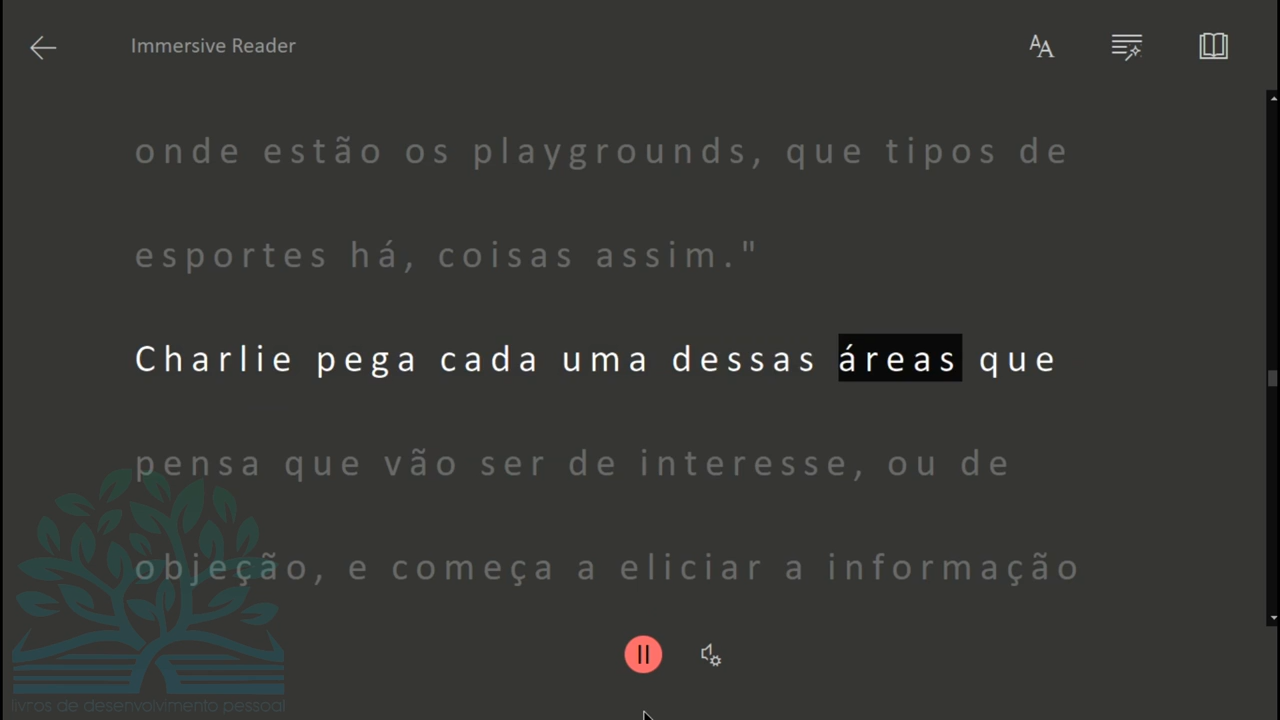 Immersive Reader
onde estão os playgrounds, que tipos de
esportes há, coisas assim."
Charlie pega cada uma dessas áreas que
pensa que vão ser de interesse, ou de
objeção, e começa a eliciar a informação
livros de desenvolvimento pessoal